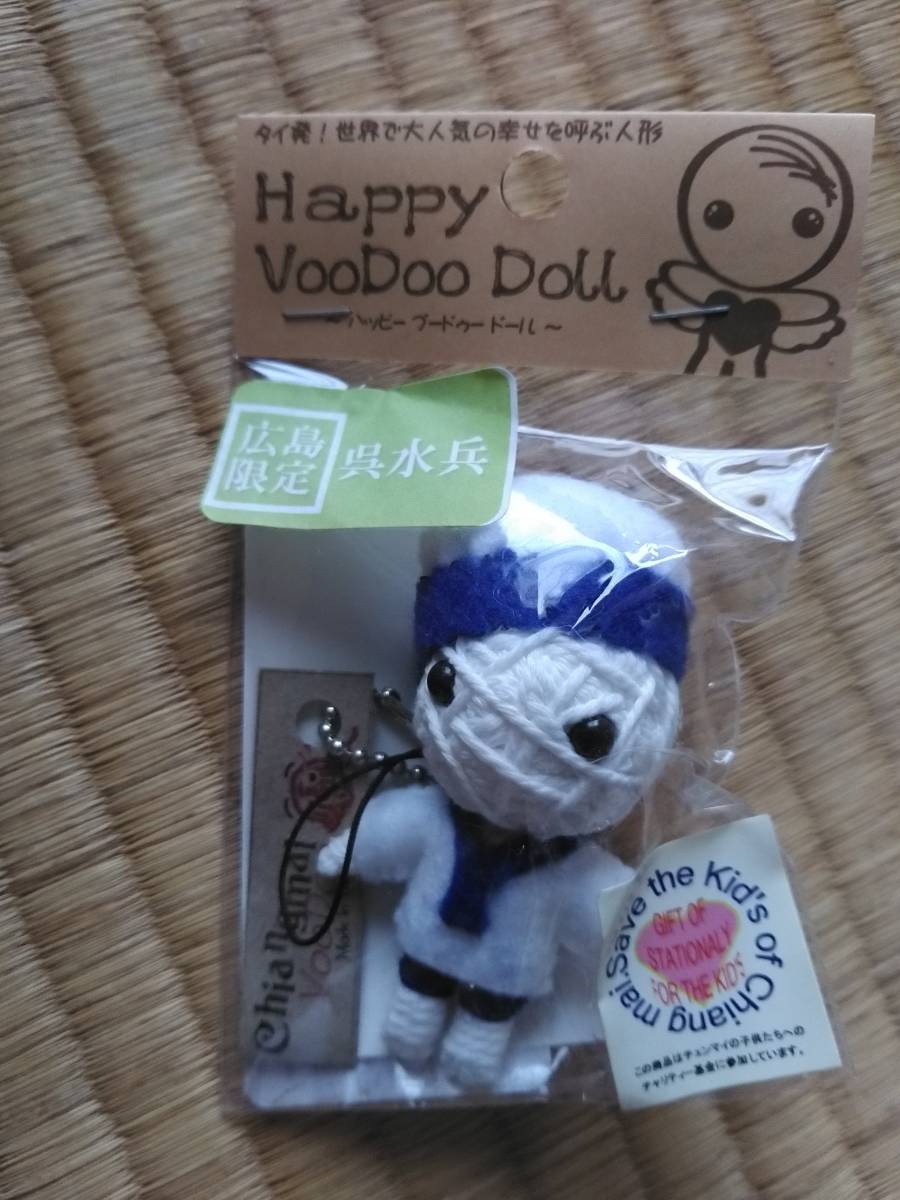 タイ発！世界で大人気の幸せを呼ぶ人形
Happy
VooDoo Doll
～ハッピー ブードゥー ドール～
広島
限定
呉水兵
Chiangmai
Voo
Made
Save the Kid's of Chiang mai
GIFT OF
STATIONALY
FOR THE KIDS
この商品はチェンマイの子供たちへの
チャリティー基金に参加しています。